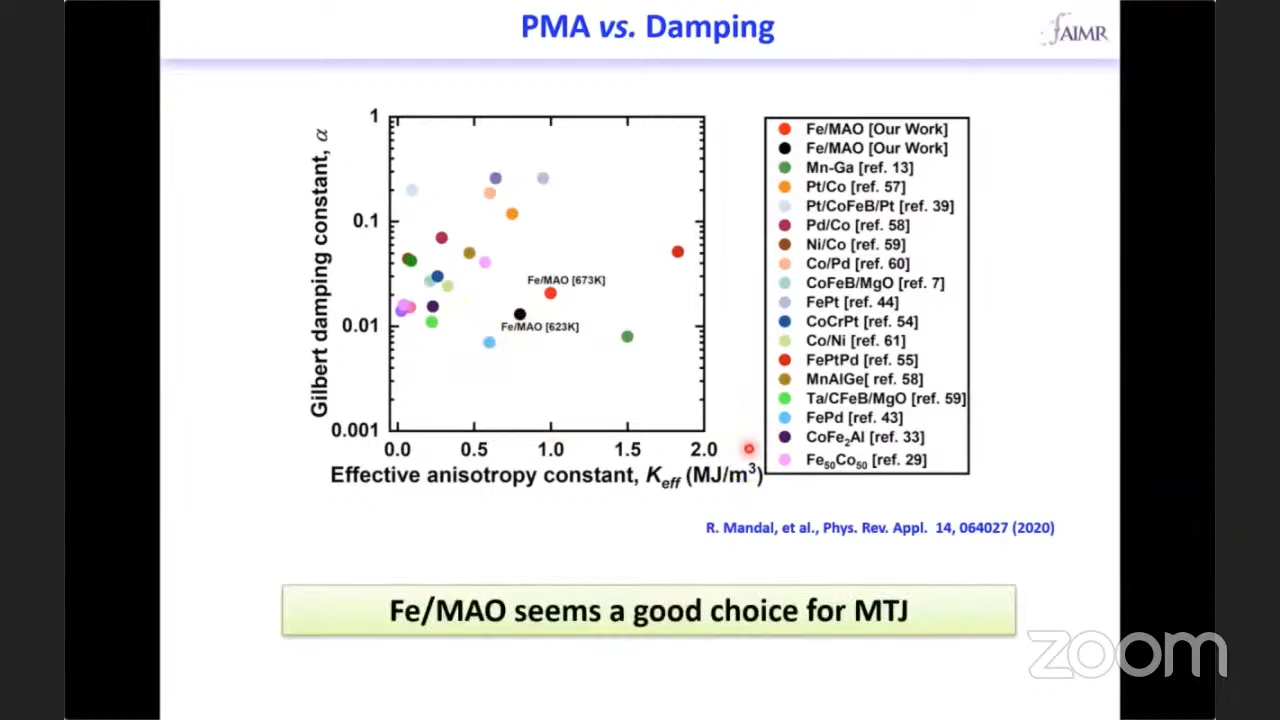 PMA vs. Damping
AIMR
Gilbert damping constant, α
1
0.1
0.01
0.001
0.0 0.5 1.0 1.5 2.0
Effective anisotropy constant, Keff (MJ/m³)
Fe/MAO [673K]
Fe/MAO [623K]
Fe/MAO [Our Work]
Fe/MAO [Our Work]
Mn-Ga [ref. 13]
Pt/Co [ref. 57]
Pt/CoFeB/Pt [ref. 39]
Pd/Co [ref. 58]
Ni/Co [ref. 59]
Co/Pd [ref. 60]
CoFeB/MgO [ref. 7]
FePt [ref. 44]
CoCrPt [ref. 54]
Co/Ni [ref. 61]
FePtPd [ref. 55]
MnAlGe[ ref. 58]
Ta/CFeB/MgO [ref. 59]
FePd [ref. 43]
CoFe₂Al [ref. 33]
Fe₅₀Co₅₀ [ref. 29]
R. Mandal, et al., Phys. Rev. Appl. 14, 064027 (2020)
Fe/MAO seems a good choice for MTJ
zoom